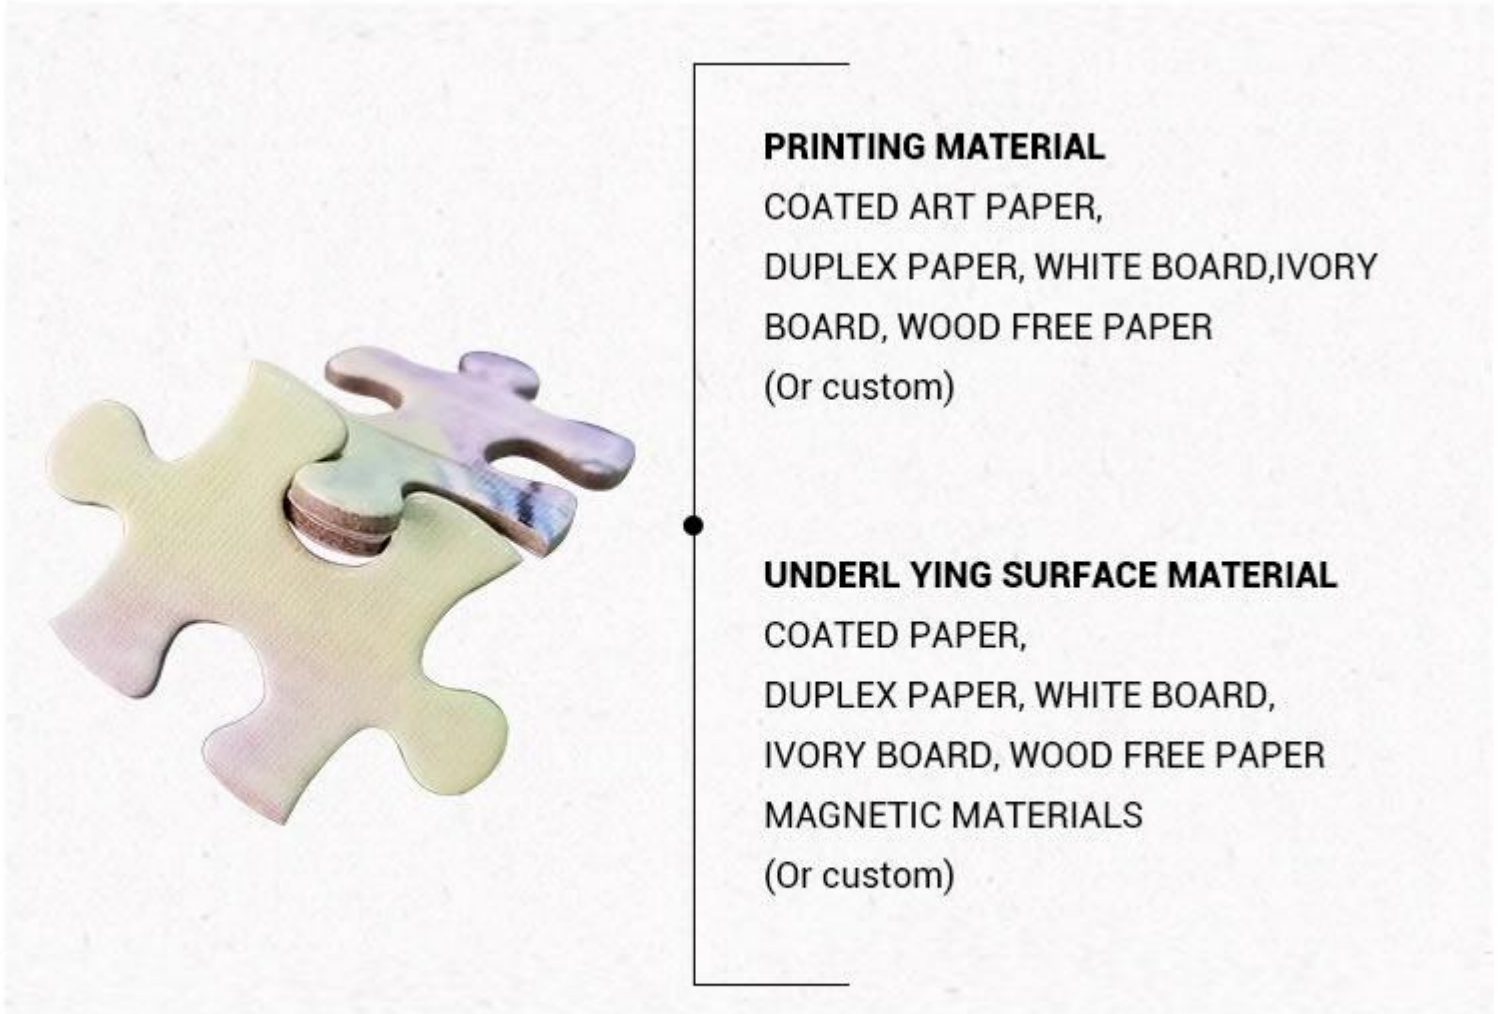 PRINTING MATERIAL
COATED ART PAPER,
DUPLEX PAPER, WHITE BOARD,IVORY
BOARD, WOOD FREE PAPER
(Or custom)
UNDERL YING SURFACE MATERIAL
COATED PAPER,
DUPLEX PAPER, WHITE BOARD,
IVORY BOARD, WOOD FREE PAPER
MAGNETIC MATERIALS
(Or custom)